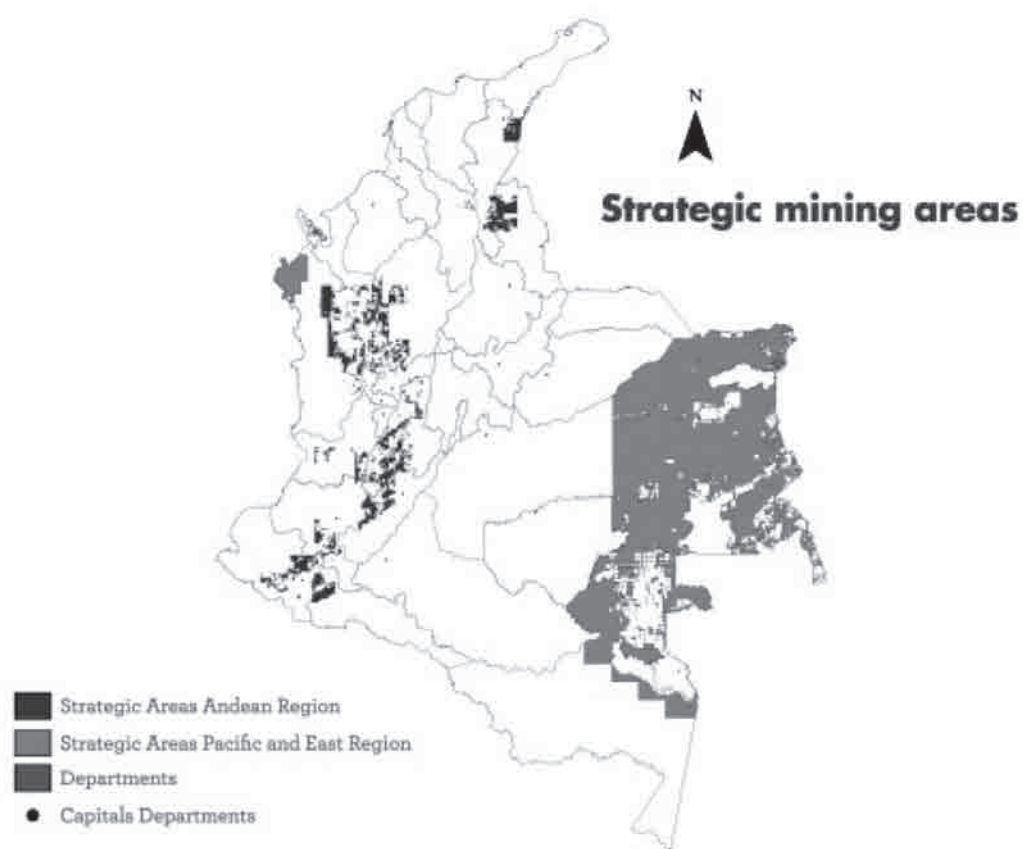 N
Strategic mining areas
Strategic Areas Andean Region
Strategic Areas Pacific and East Region
Departments
Capitals Departments